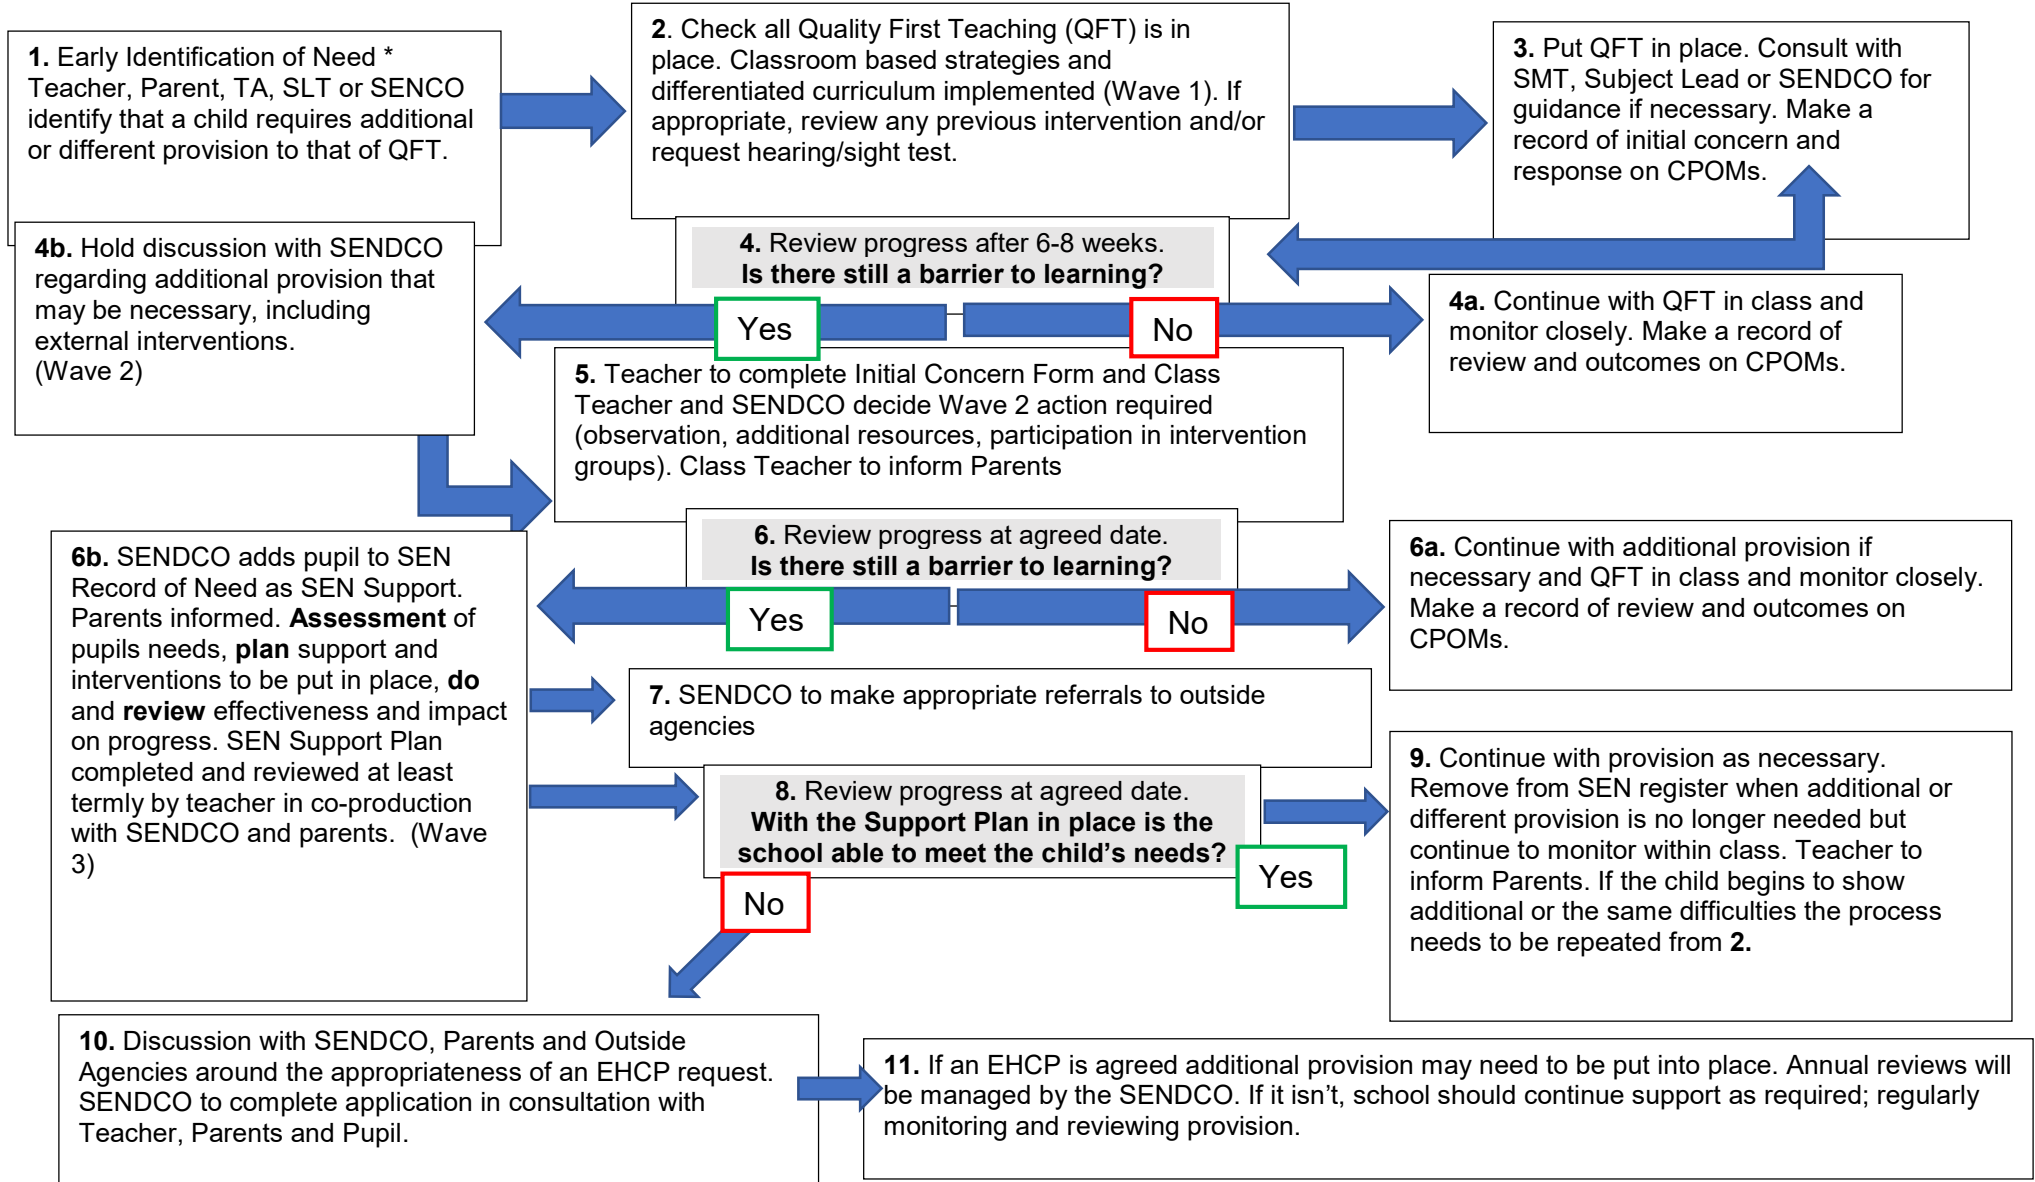 1. Early Identification of Need *
Teacher, Parent, TA, SLT or SENCO
identify that a child requires additional
or different provision to that of QFT.
2. Check all Quality First Teaching (QFT) is in
place. Classroom based strategies and
differentiated curriculum implemented (Wave 1). If
appropriate, review any previous intervention and/or
request hearing/sight test.
3. Put QFT in place. Consult with
SMT, Subject Lead or SENDCO for
guidance if necessary. Make a
record of initial concern and
response on CPOMs.
4. Review progress after 6-8 weeks.
Is there still a barrier to learning?
Yes
No
4a. Continue with QFT in class and
monitor closely. Make a record of
review and outcomes on CPOMs.
4b. Hold discussion with SENDCO
regarding additional provision that
may be necessary, including
external interventions.
(Wave 2)
5. Teacher to complete Initial Concern Form and Class
Teacher and SENDCO decide Wave 2 action required
(observation, additional resources, participation in intervention
groups). Class Teacher to inform Parents
6. Review progress at agreed date.
Is there still a barrier to learning?
Yes
No
6a. Continue with additional provision if
necessary and QFT in class and monitor closely.
Make a record of review and outcomes on
CPOMs.
6b. SENDCO adds pupil to SEN
Record of Need as SEN Support.
Parents informed. Assessment of
pupils needs, plan support and
interventions to be put in place, do
and review effectiveness and impact
on progress. SEN Support Plan
completed and reviewed at least
termly by teacher in co-production
with SENDCO and parents. (Wave
3)
7. SENDCO to make appropriate referrals to outside
agencies
8. Review progress at agreed date.
With the Support Plan in place is the
school able to meet the child’s needs?
Yes
No
9. Continue with provision as necessary.
Remove from SEN register when additional or
different provision is no longer needed but
continue to monitor within class. Teacher to
inform Parents. If the child begins to show
additional or the same difficulties the process
needs to be repeated from 2.
10. Discussion with SENDCO, Parents and Outside
Agencies around the appropriateness of an EHCP request.
SENDCO to complete application in consultation with
Teacher, Parents and Pupil.
11. If an EHCP is agreed additional provision may need to be put into place. Annual reviews will
be managed by the SENDCO. If it isn’t, school should continue support as required; regularly
monitoring and reviewing provision.